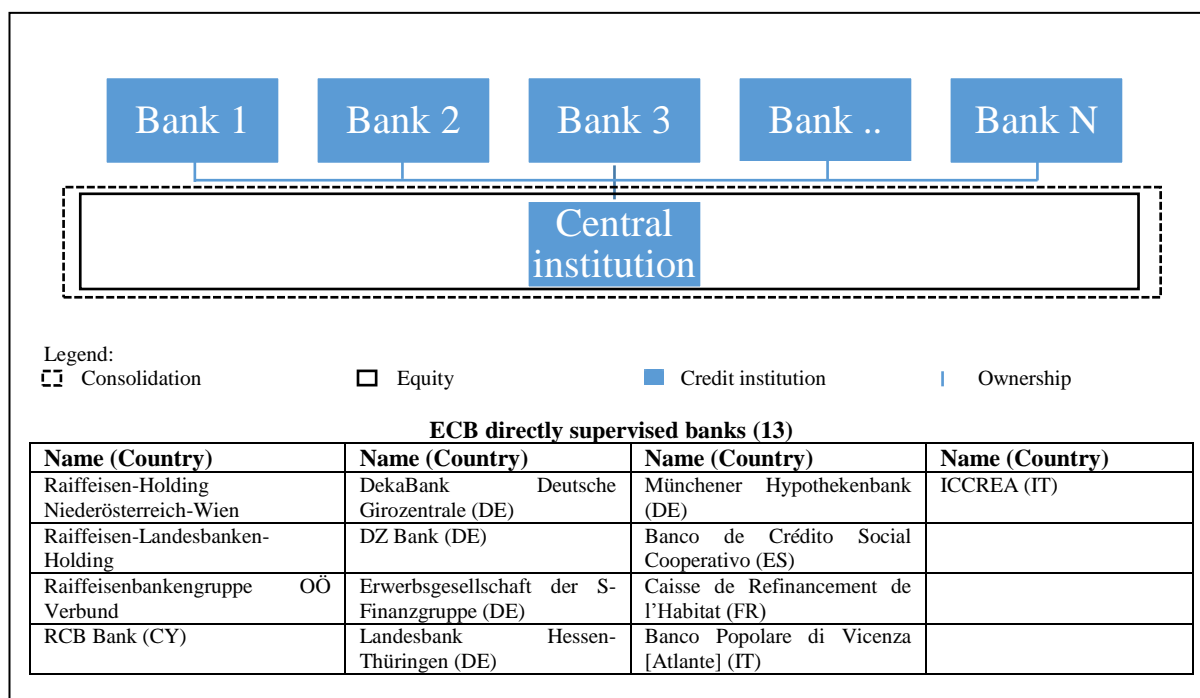 Bank 1
Bank 2
Bank 3
Bank ..
Bank N
Central
institution
Legend:
Consolidation
Equity
Credit institution
Ownership
ECB directly supervised banks (13)
Name (Country)
Name (Country)
Name (Country)
Name (Country)
Raiffeisen-Holding
Niederösterreich-Wien
DekaBank Deutsche
Girozentrale (DE)
Münchener Hypothekenbank
(DE)
ICCREA (IT)
Raiffeisen-Landesbanken-
Holding
DZ Bank (DE)
Banco de Crédito Social
Cooperativo (ES)
Raiffeisenbankengruppe OÖ
Verbund
Erwerbsgesellschaft der S-
Finanzgruppe (DE)
Caisse de Refinancement de
l’Habitat (FR)
RCB Bank (CY)
Landesbank Hessen-
Thüringen (DE)
Banco Popolare di Vicenza
[Atlante] (IT)